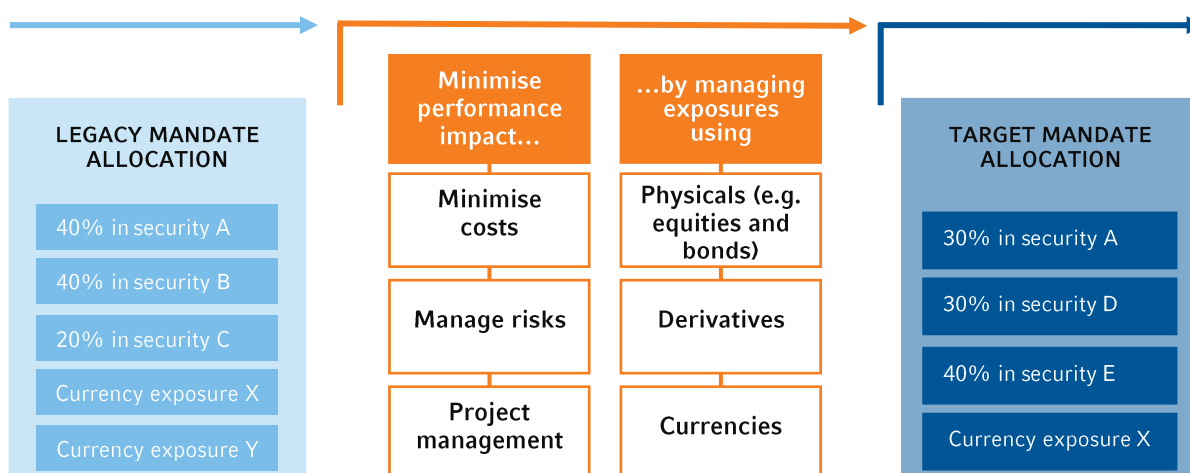 LEGACY MANDATE
ALLOCATION
40% in security A
40% in security B
20% in security C
Currency exposure X
Currency exposure Y
Minimise
performance
impact...
Minimise
costs
Manage risks
Project
management
...by managing
exposures
using
Physicals (e.g.
equities and
bonds)
Derivatives
Currencies
TARGET MANDATE
ALLOCATION
30% in security A
30% in security D
40% in security E
Currency exposure X